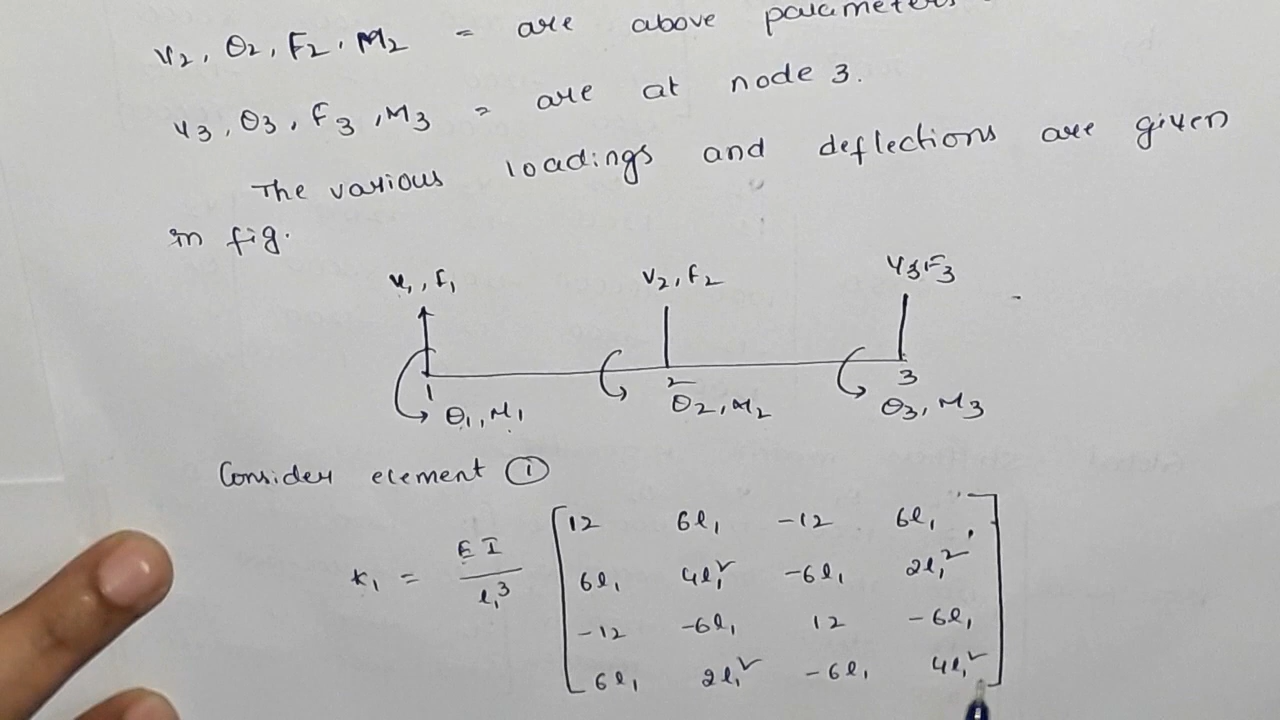 v₂, θ₂, F₂, M₂ = are above parameters
v₃, θ₃, F₃, M₃ = are at node 3.
The various loadings and deflections are given
in fig.
v₁, F₁ v₂, F₂ v₃, F₃
1 2 3
θ₁, M₁ θ₂, M₂ θ₃, M₃
Consider element ①
k₁ = EI/l₁³
12 6l₁ -12 6l₁
6l₁ 4l₁² -6l₁ 2l₁²
-12 -6l₁ 12 -6l₁
6l₁ 2l₁² -6l₁ 4l₁²